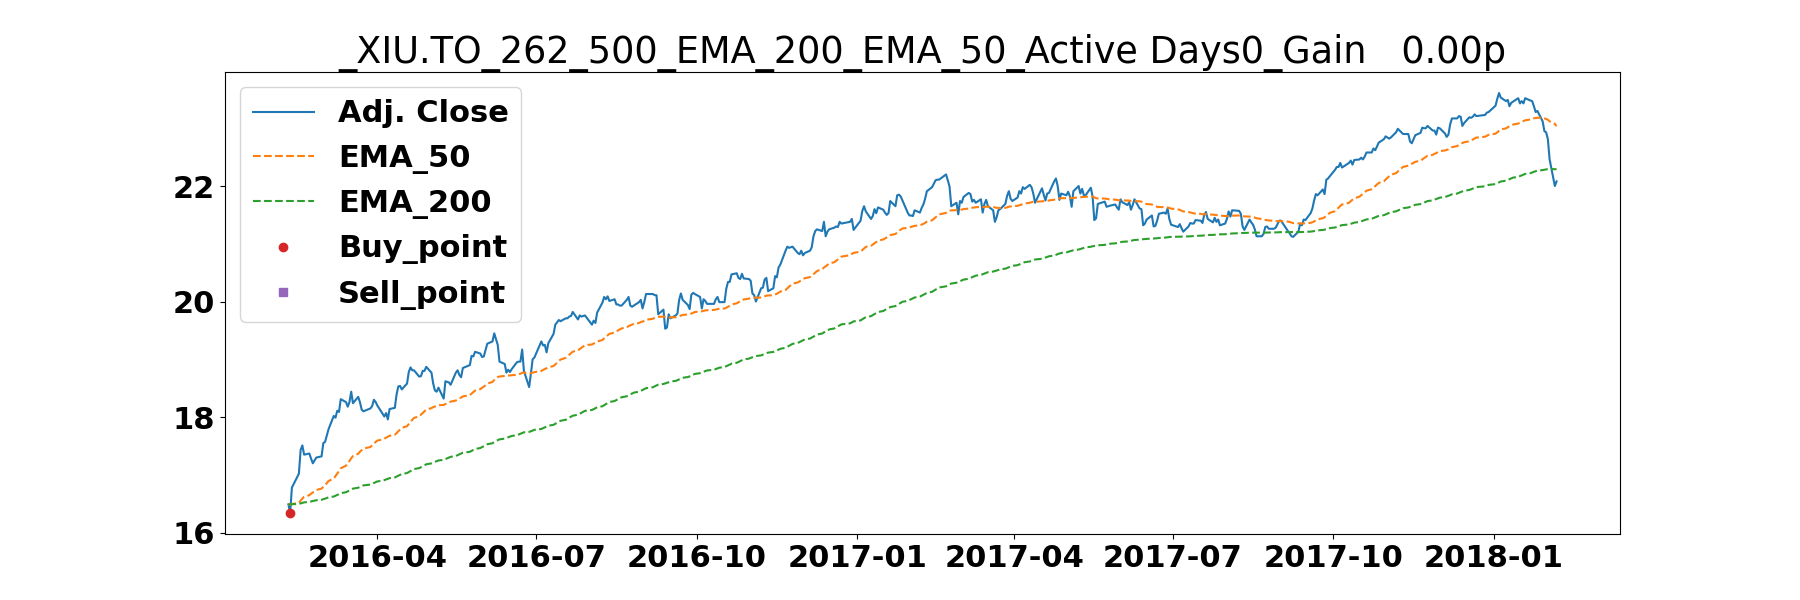 _XIU.TO_262_500_EMA_200_EMA_50_Active Days0_Gain   0.00p
Adj. Close
EMA_50
EMA_200
Buy_point
Sell_point
22
20
18
16
2016-04 2016-07 2016-10 2017-01 2017-04 2017-07 2017-10 2018-01